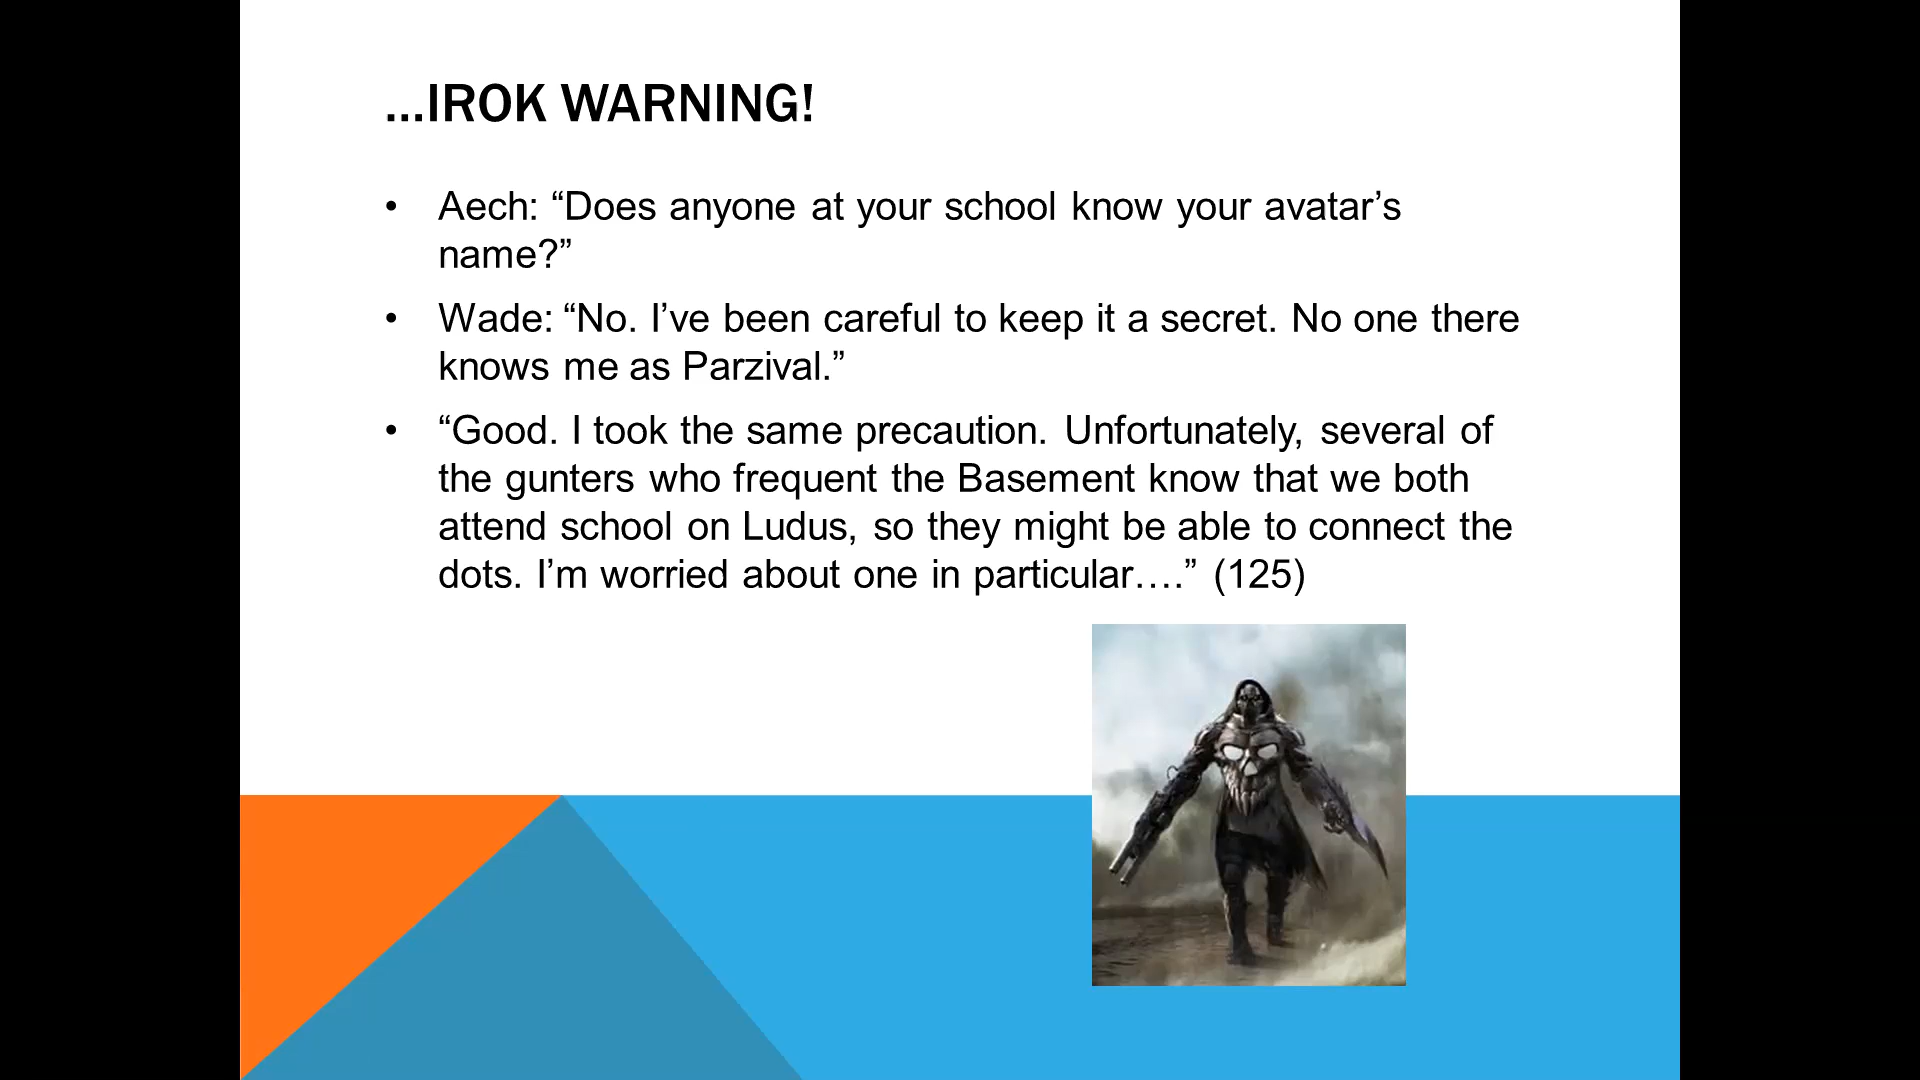 ...IROK WARNING!
• Aech: “Does anyone at your school know your avatar’s
name?”
• Wade: “No. I’ve been careful to keep it a secret. No one there
knows me as Parzival.”
• “Good. I took the same precaution. Unfortunately, several of
the gunters who frequent the Basement know that we both
attend school on Ludus, so they might be able to connect the
dots. I’m worried about one in particular….” (125)